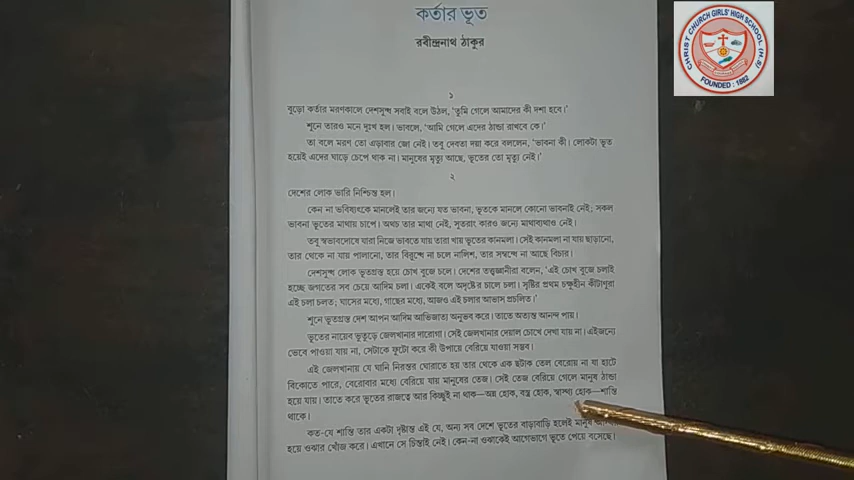 কর্তার ভূত
রবীন্দ্রনাথ ঠাকুর
CHRIST CHURCH GIRLS' HIGH SCHOOL (H.S)
FOUNDED : 1882
১
বুড়ো কর্তার মরণকালে দেশসুদ্ধ সবাই বলে উঠল, ‘তুমি গেলে আমাদের কী দশা হবে।’
শুনে তারও মনে দুঃখ হল। ভাবলে, ‘আমি গেলে এদের ঠান্ডা রাখবে কে।’
তা বলে মরণ তো এড়াবার জো নেই। তবু দেবতা দয়া করে বললেন, ‘ভাবনা কী। লোকটা ভূত
হয়েই এদের ঘাড়ে চেপে থাক না। মানুষের মৃত্যু আছে, ভূতের তো মৃত্যু নেই।’
২
দেশের লোক ভারি নিশ্চিন্ত হল।
কেন না ভবিষ্যৎকে মানলেই তার জন্যে যত ভাবনা, ভূতকে মানলে কোনো ভাবনাই নেই; সকল
ভাবনা ভূতের মাথায় চাপে। অথচ তার মাথা নেই, সুতরাং কারও জন্যে মাথাব্যথাও নেই।
তবু স্বভাবদোষে যারা নিজে ভাবতে যায় তারা খায় ভূতের কানমলা। সেই কানমলা না যায় ছাড়ানো,
তার থেকে না যায় পালানো, তার বিরুদ্ধে না চলে নালিশ, তার সম্বন্ধে না আছে বিচার।
দেশসুদ্ধ লোক ভূতগ্রস্ত হয়ে চোখ বুজে চলে। দেশের তত্ত্বজ্ঞানীরা বলেন, ‘এই চোখ বুজে চলাই
হচ্ছে জগতের সব চেয়ে আদিম চলা। একেই বলে অদৃষ্টের চালে চলা। সৃষ্টির প্রথম চক্ষুহীন কীটাণুরা
এই চলা চলত; ঘাসের মধ্যে, গাছের মধ্যে, আজও এই চলার আভাস প্রচলিত।’
শুনে ভূতগ্রস্ত দেশ আপন আদিম আভিজাত্য অনুভব করে। তাতে অত্যন্ত আনন্দ পায়।
ভূতের নায়েব ভুতুড়ে জেলখানার দারোগা। সেই জেলখানার দেয়াল চোখে দেখা যায় না। এইজন্যে
ভেবে পাওয়া যায় না, সেটাকে ফুটো করে কী উপায়ে বেরিয়ে যাওয়া সম্ভব।
এই জেলখানায় যে ঘানি নিরন্তর ঘোরাতে হয় তার থেকে এক ছটাক তেল বেরোয় না যা হাটে
বিকোতে পারে, বেরোবার মধ্যে বেরিয়ে যায় মানুষের তেজ। সেই তেজ বেরিয়ে গেলে মানুষ ঠান্ডা
হয়ে যায়। তাতে করে ভূতের রাজত্বে আর কিচ্ছুই না থাক—অন্ন হোক, বস্ত্র হোক, স্বাস্থ্য হোক—শান্তি
থাকে।
কত-যে শান্তি তার একটা দৃষ্টান্ত এই যে, অন্য সব দেশে ভূতের বাড়াবাড়ি হলেই মানুষ
হয়ে ওঝার খোঁজ করে। এখানে সে চিন্তাই নেই। কেন-না ওঝাকেই আগেভাগে ভূতে পেয়ে বসেছে।